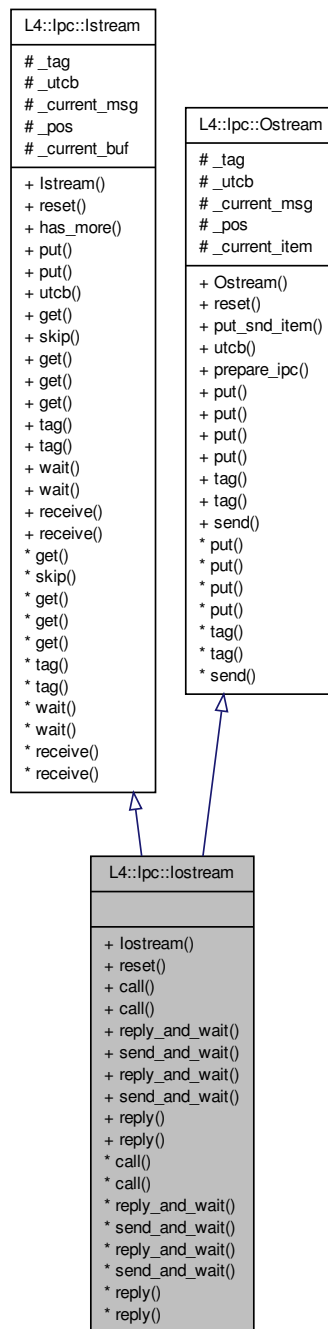 L4::Ipc::Istream
# _tag
# _utcb
# _current_msg
# _pos
# _current_buf
+ Istream()
+ reset()
+ has_more()
+ put()
+ put()
+ utcb()
+ get()
+ skip()
+ get()
+ get()
+ get()
+ tag()
+ tag()
+ wait()
+ wait()
+ receive()
+ receive()
* get()
* skip()
* get()
* get()
* get()
* tag()
* tag()
* wait()
* wait()
* receive()
* receive()
L4::Ipc::Ostream
# _tag
# _utcb
# _current_msg
# _pos
# _current_item
+ Ostream()
+ reset()
+ put_snd_item()
+ utcb()
+ prepare_ipc()
+ put()
+ put()
+ put()
+ put()
+ tag()
+ tag()
+ send()
* put()
* put()
* put()
* put()
* tag()
* tag()
* send()
L4::Ipc::Iostream
+ Iostream()
+ reset()
+ call()
+ call()
+ reply_and_wait()
+ send_and_wait()
+ reply_and_wait()
+ send_and_wait()
+ reply()
+ reply()
* call()
* call()
* reply_and_wait()
* send_and_wait()
* reply_and_wait()
* send_and_wait()
* reply()
* reply()